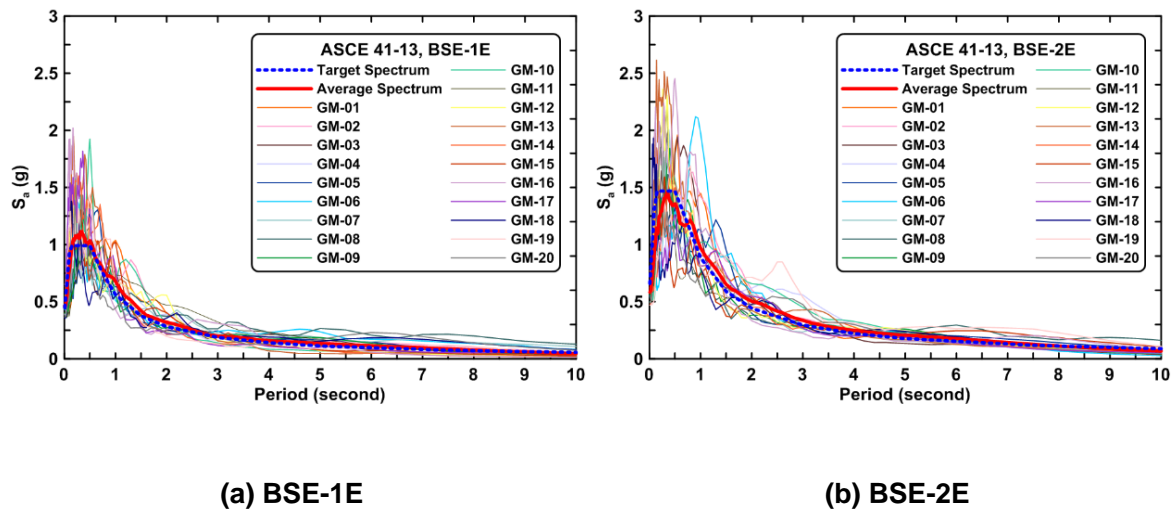 ASCE 41-13, BSE-1E
Target Spectrum GM-10
Average Spectrum GM-11
GM-01 GM-12
GM-02 GM-13
GM-03 GM-14
GM-04 GM-15
GM-05 GM-16
GM-06 GM-17
GM-07 GM-18
GM-08 GM-19
GM-09 GM-20
3
2.5
2
1.5
1
0.5
0
Sa (g)
0 1 2 3 4 5 6 7 8 9 10
Period (second)
(a) BSE-1E
ASCE 41-13, BSE-2E
Target Spectrum GM-10
Average Spectrum GM-11
GM-01 GM-12
GM-02 GM-13
GM-03 GM-14
GM-04 GM-15
GM-05 GM-16
GM-06 GM-17
GM-07 GM-18
GM-08 GM-19
GM-09 GM-20
3
2.5
2
1.5
1
0.5
0
Sa (g)
0 1 2 3 4 5 6 7 8 9 10
Period (second)
(b) BSE-2E